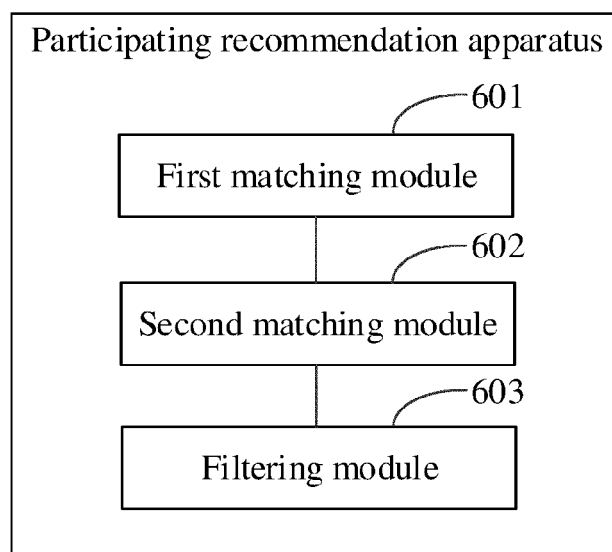 Participating recommendation apparatus
601
First matching module
602
Second matching module
603
Filtering module